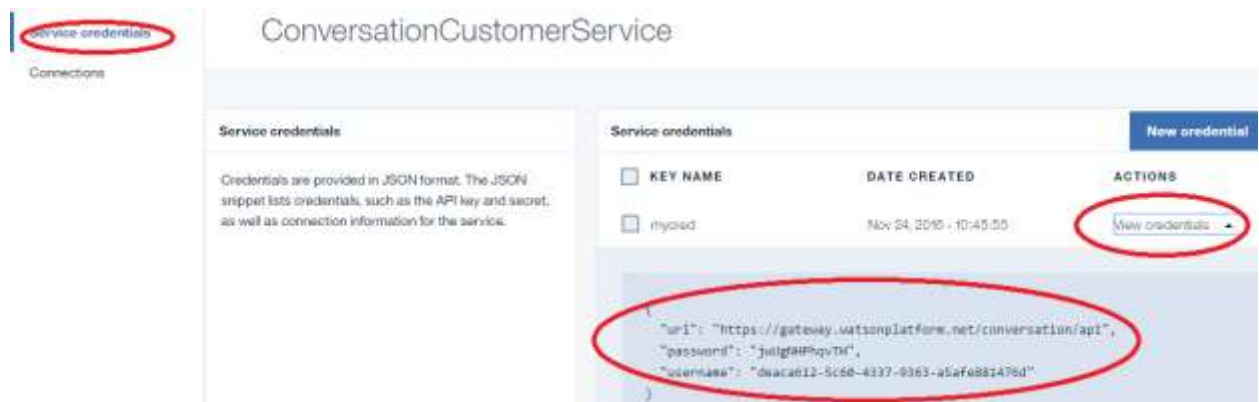 Service credentials
Connections
ConversationCustomerService
Service credentials
Credentials are provided in JSON format. The JSON
snippet lists credentials, such as the API key and secret,
as well as connection information for the service.
Service credentials
New credential
KEY NAME DATE CREATED ACTIONS
mycred Nov 24, 2016 - 10:45:55 View credentials
{
"url": "https://gateway.watsonplatform.net/conversation/api",
"password":
"username": "deaca612-5c60-4337-9363-a5afe881476d"
}